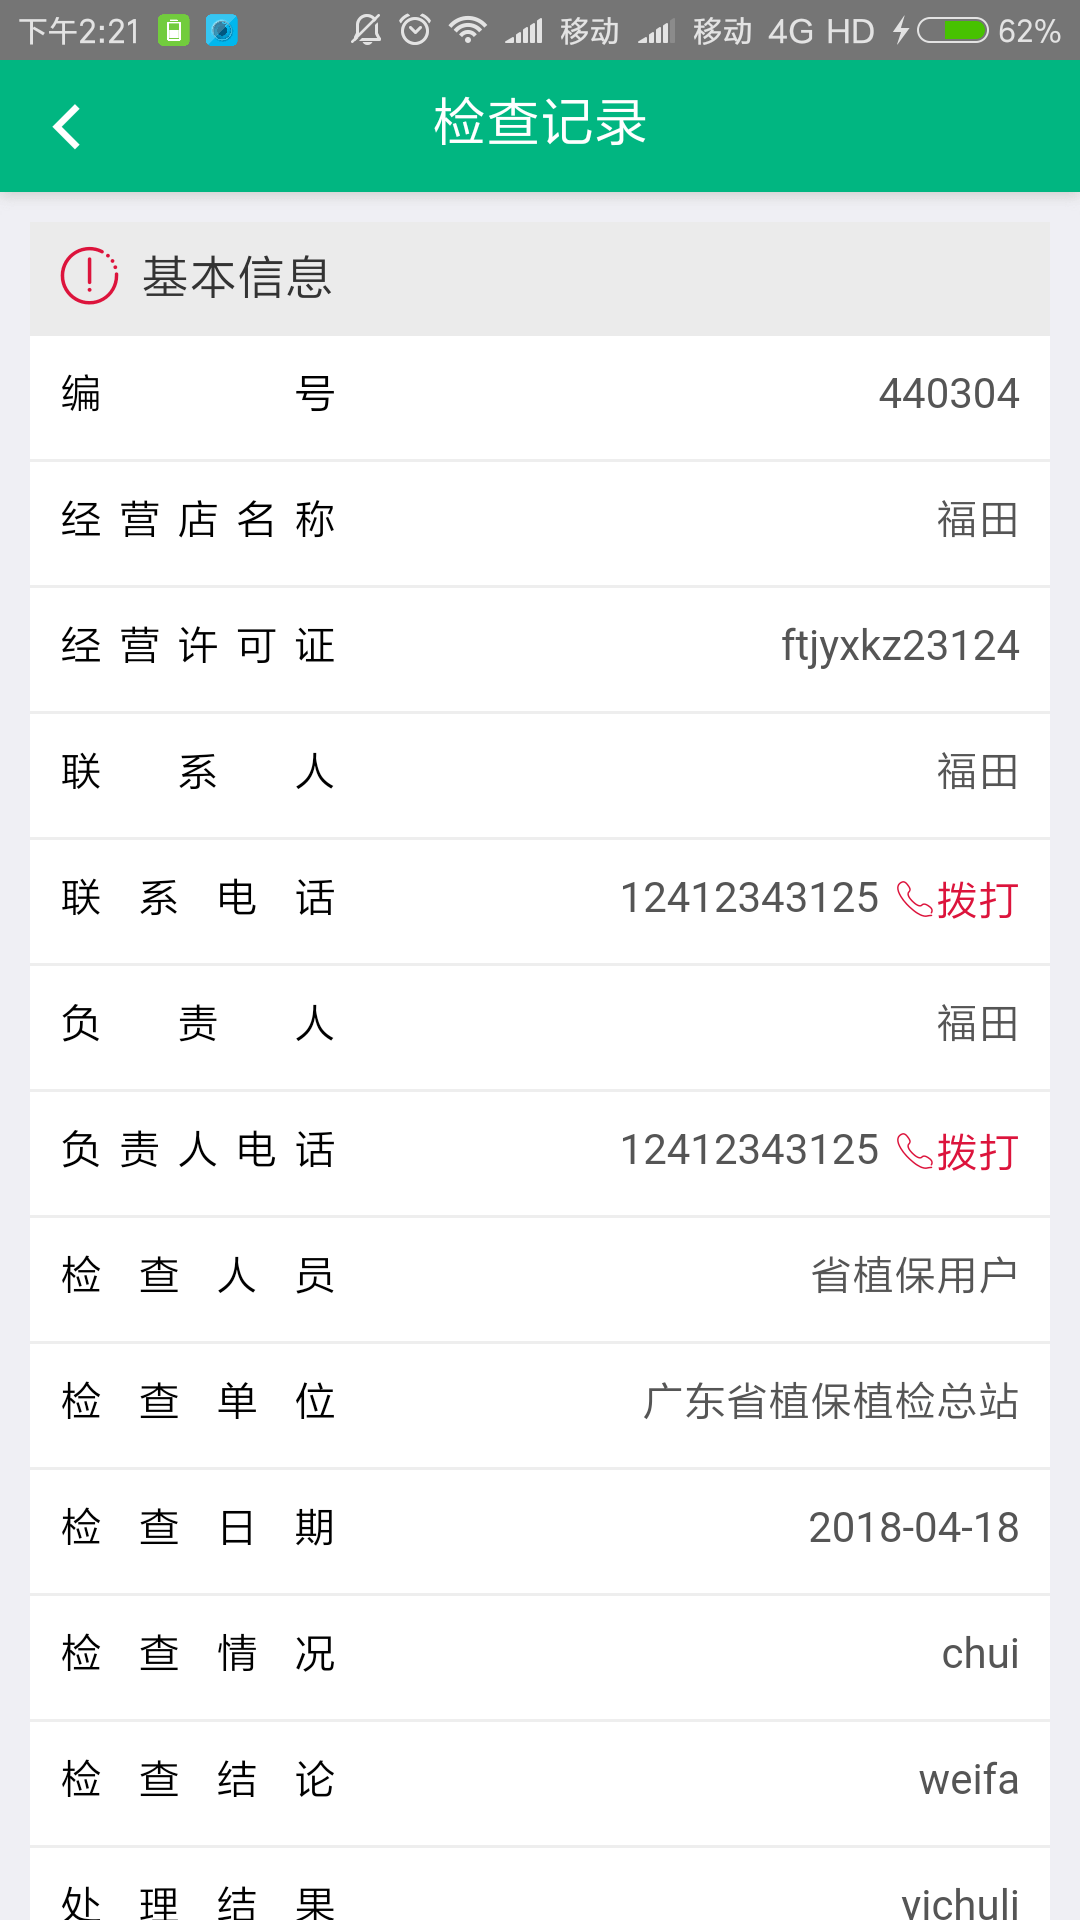 下午2:21 移动 移动 4G HD 62%
检查记录
基本信息
编号 440304
经营店名称 福田
经营许可证 ftjyxkz23124
联系人 福田
联系电话 12412343125 拨打
负责人 福田
负责人电话 12412343125 拨打
检查人员 省植保用户
检查单位 广东省植保植检总站
检查日期 2018-04-18
检查情况 chui
检查结论 weifa
处理结果 yichuli